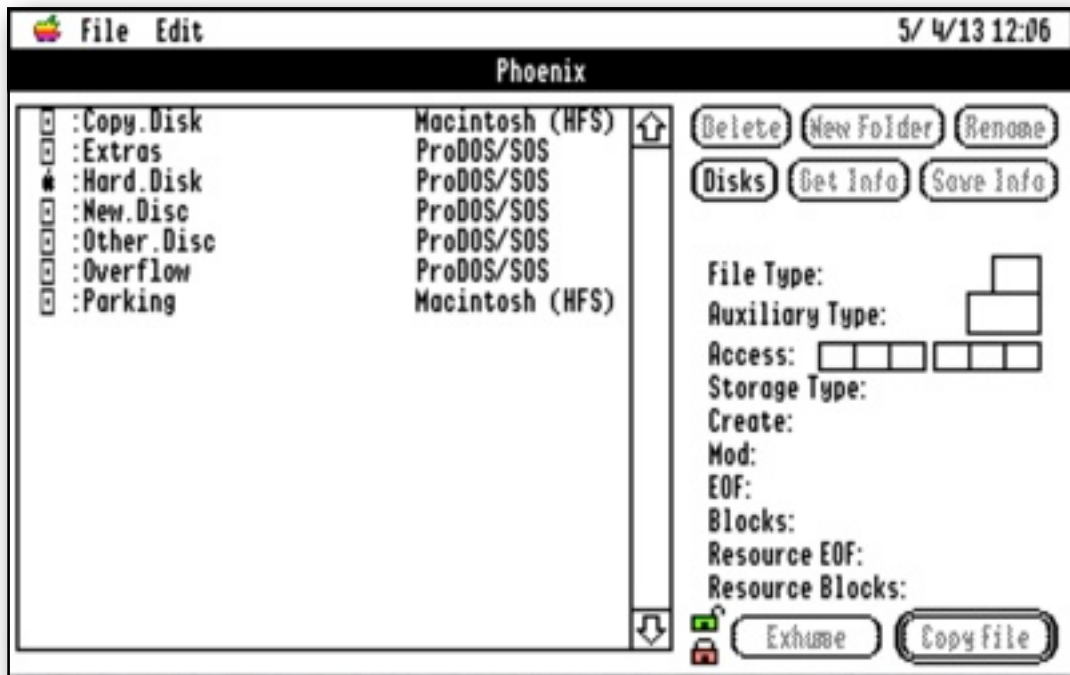 File Edit 5/ 4/13 12:06
Phoenix
:Copy.Disk Macintosh (HFS)
:Extras ProDOS/SOS
:Hard.Disk ProDOS/SOS
:New.Disc ProDOS/SOS
:Other.Disc ProDOS/SOS
:Overflow ProDOS/SOS
:Parking Macintosh (HFS)
Delete New Folder Rename
Disks Get Info Save Info
File Type:
Auxiliary Type:
Access:
Storage Type:
Create:
Mod:
EOF:
Blocks:
Resource EOF:
Resource Blocks:
Exhume Copy File